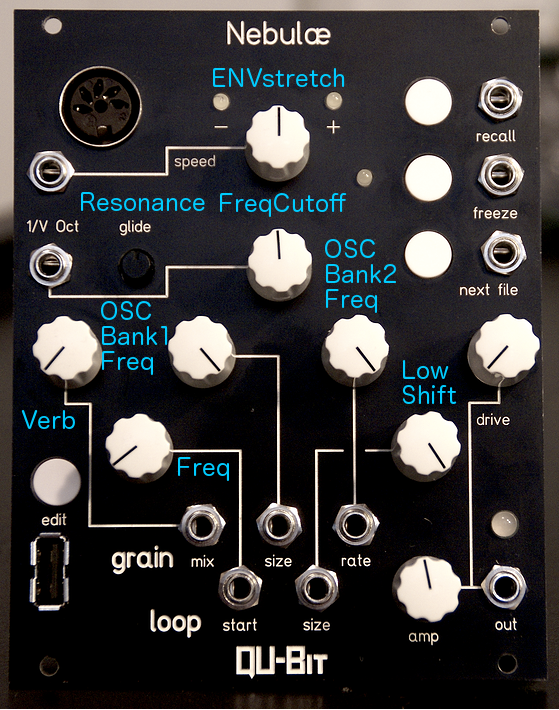 Nebulæ
ENVstretch
− +
speed
recall
Resonance FreqCutoff
freeze
1/V Oct
glide
OSC
Bank2
Freq
next file
OSC
Bank1
Freq
Low
Shift
Verb
drive
Freq
edit
grain
mix
size
rate
loop
start
size
amp
out
QU-BIT